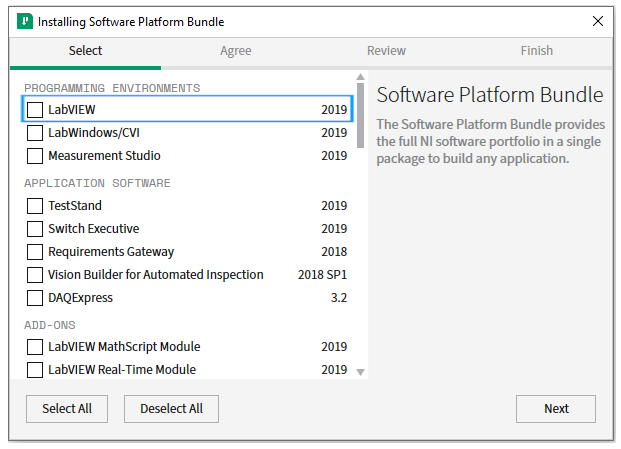 Installing Software Platform Bundle
Select Agree Review Finish
PROGRAMMING ENVIRONMENTS
LabVIEW 2019
LabWindows/CVI 2019
Measurement Studio 2019
APPLICATION SOFTWARE
TestStand 2019
Switch Executive 2019
Requirements Gateway 2018
Vision Builder for Automated Inspection 2018 SP1
DAQExpress 3.2
ADD-ONS
LabVIEW MathScript Module 2019
LabVIEW Real-Time Module 2019
Software Platform Bundle
The Software Platform Bundle provides
the full NI software portfolio in a single
package to build any application.
Select All Deselect All Next